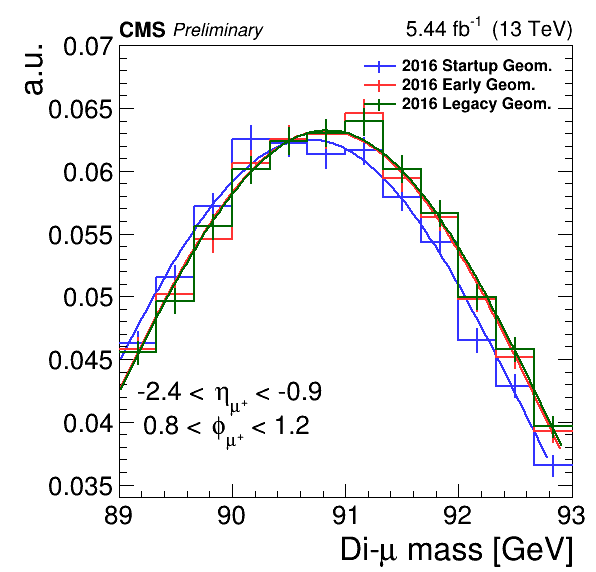 CMS Preliminary 5.44 fb⁻¹ (13 TeV)
a.u.
0.07
0.065
0.06
0.055
0.05
0.045
0.04
0.035
2016 Startup Geom.
2016 Early Geom.
2016 Legacy Geom.
-2.4 < η_μ⁺ < -0.9
0.8 < ϕ_μ⁺ < 1.2
89 90 91 92 93
Di-μ mass [GeV]